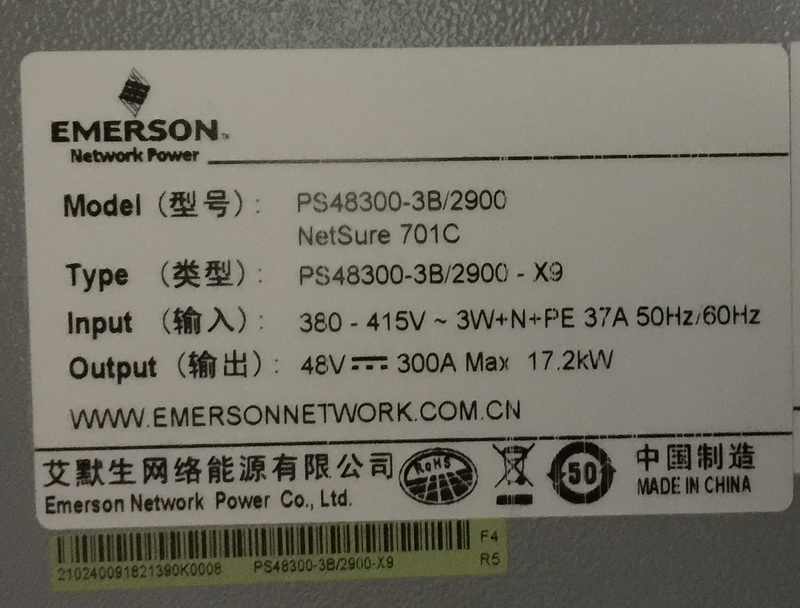 EMERSON™
Network Power
Model (型号): PS48300-3B/2900
NetSure 701C
Type (类型): PS48300-3B/2900 - X9
Input (输入): 380 - 415V ~ 3W+N+PE 37A 50Hz/60Hz
Output (输出): 48V⎓ 300A Max 17.2kW
WWW.EMERSONNETWORK.COM.CN
艾默生网络能源有限公司 RoHS 50 中国制造
Emerson Network Power Co., Ltd. MADE IN CHINA
F4
210240091821390K0008 PS48300-3B/2900-X9 R5